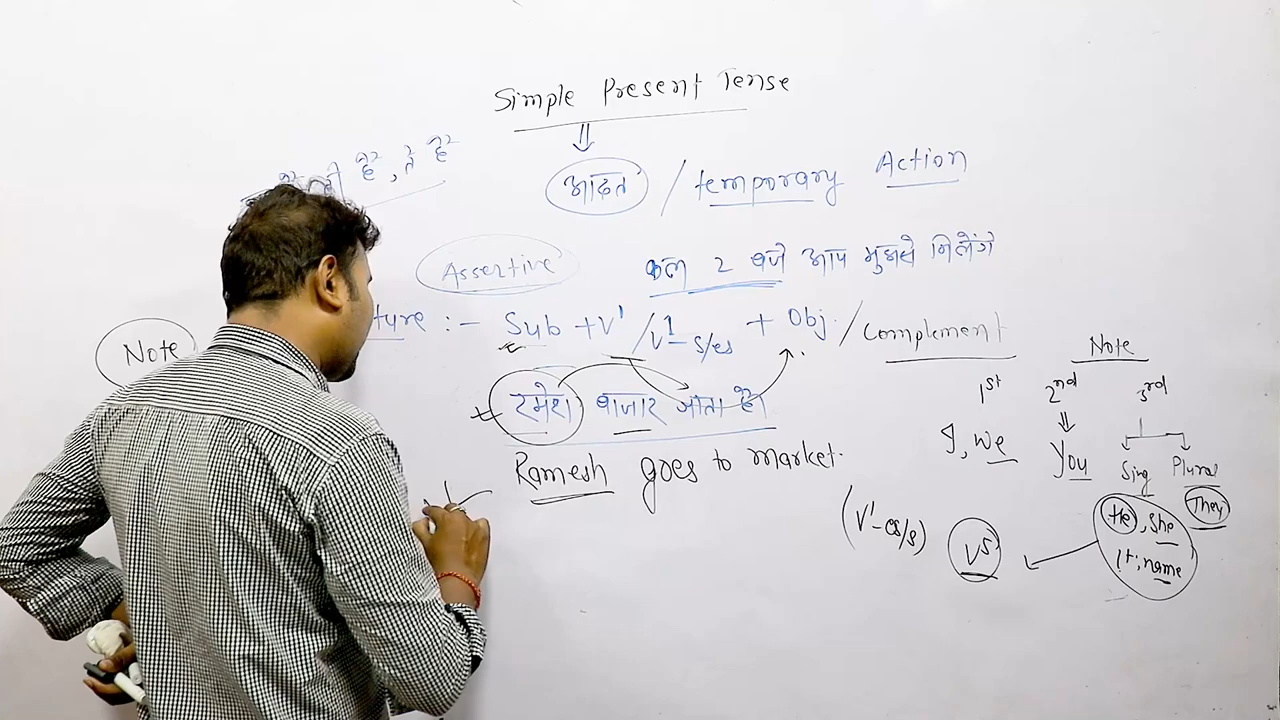 Simple Present Tense
है, ते है
आदत / temporary Action
Assertive
कल 2 बजे आप मुझसे मिलेंगे
ture :- Sub + V¹ / V1-s/es + Obj. / Complement
Note
Note
रमेश बाजार जाता है।
1st 2nd 3rd
I, we You Sing Plural
Ramesh goes to market.
He, She They
It, name
(V¹-es/s) V⁵